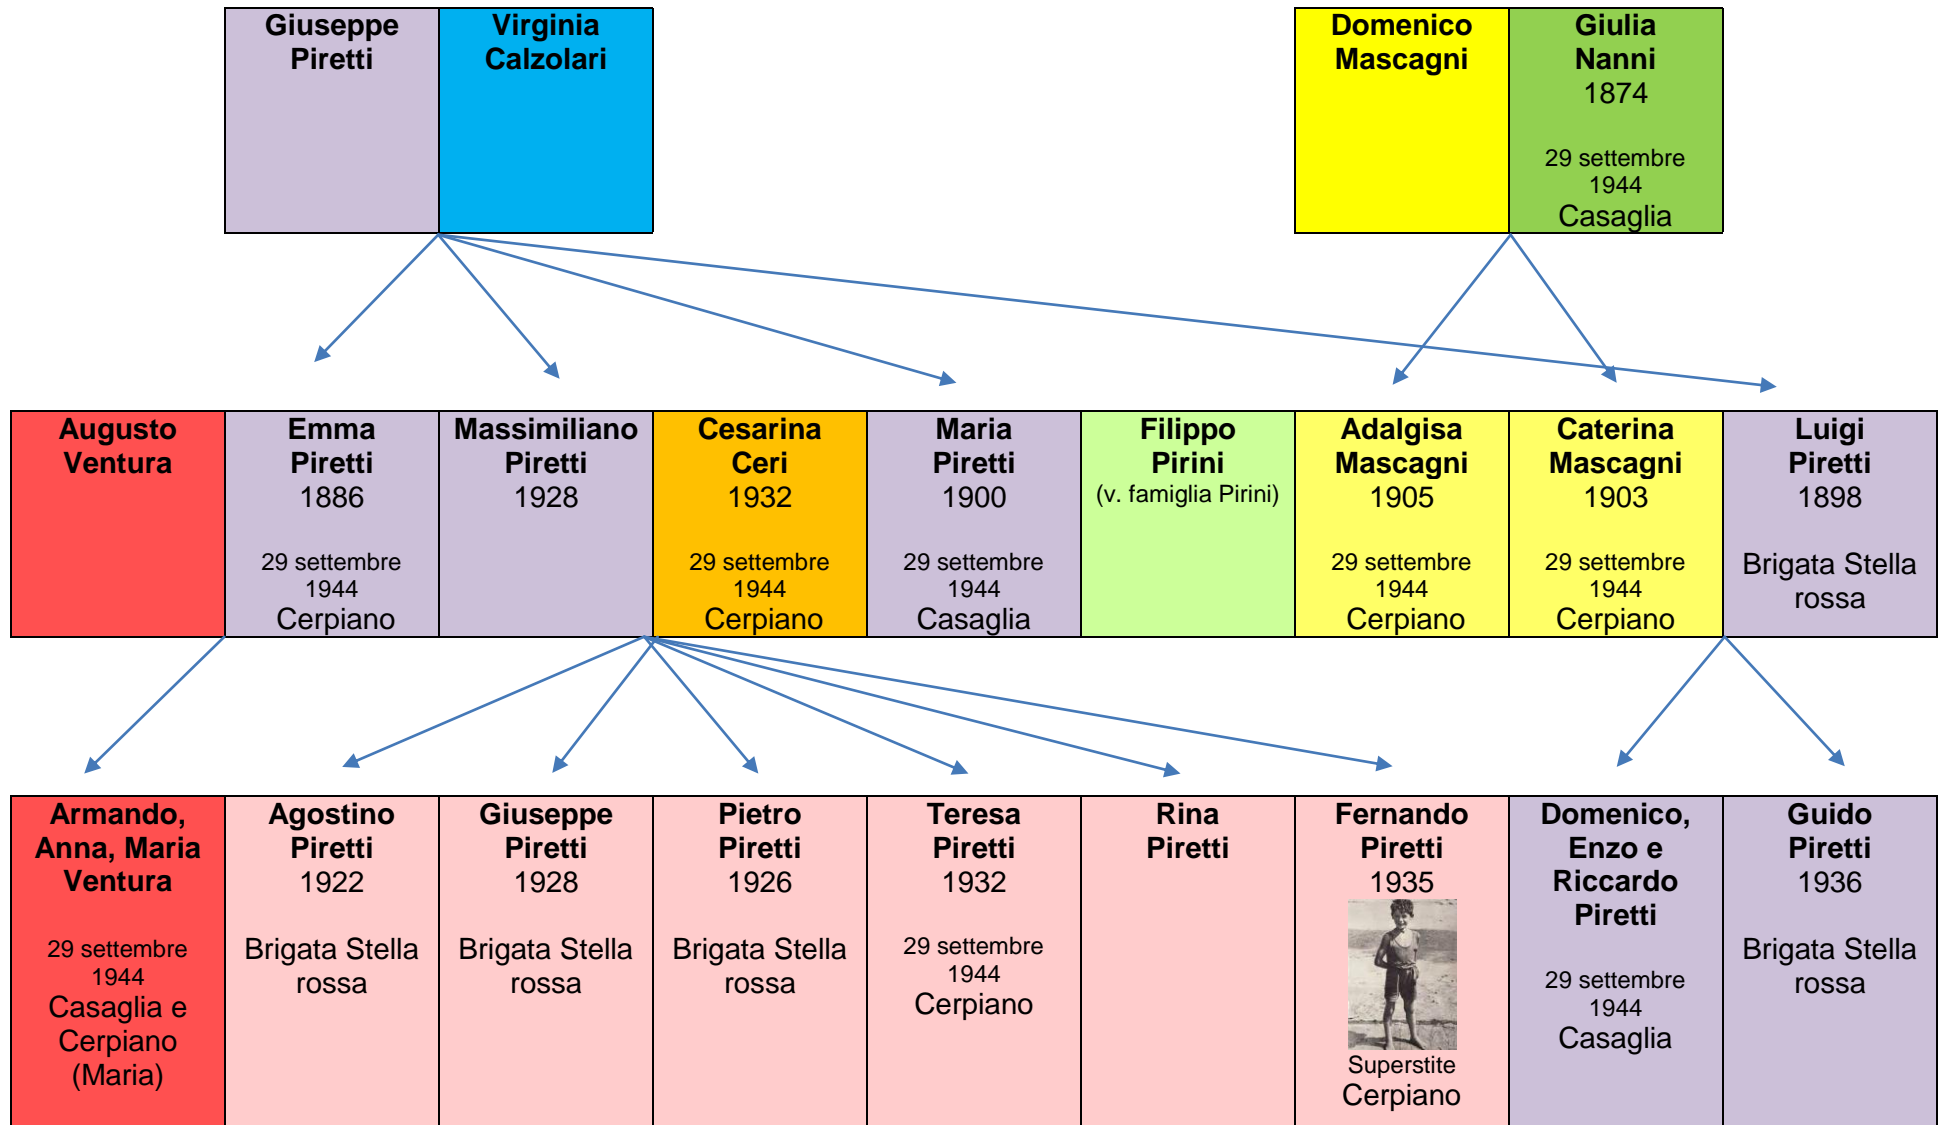 Giuseppe
Piretti
Virginia
Calzolari
Domenico
Mascagni
Giulia
Nanni
1874
29 settembre
1944
Casaglia
Augusto
Ventura
Emma
Piretti
1886
29 settembre
1944
Cerpiano
Massimiliano
Piretti
1928
Cesarina
Ceri
1932
29 settembre
1944
Cerpiano
Maria
Piretti
1900
29 settembre
1944
Casaglia
Filippo
Pirini
(v. famiglia Pirini)
Adalgisa
Mascagni
1905
29 settembre
1944
Cerpiano
Caterina
Mascagni
1903
29 settembre
1944
Cerpiano
Luigi
Piretti
1898
Brigata Stella
rossa
Armando,
Anna, Maria
Ventura
29 settembre
1944
Casaglia e
Cerpiano
(Maria)
Agostino
Piretti
1922
Brigata Stella
rossa
Giuseppe
Piretti
1928
Brigata Stella
rossa
Pietro
Piretti
1926
Brigata Stella
rossa
Teresa
Piretti
1932
29 settembre
1944
Cerpiano
Rina
Piretti
Fernando
Piretti
1935
Superstite
Cerpiano
Domenico,
Enzo e
Riccardo
Piretti
29 settembre
1944
Casaglia
Guido
Piretti
1936
Brigata Stella
rossa